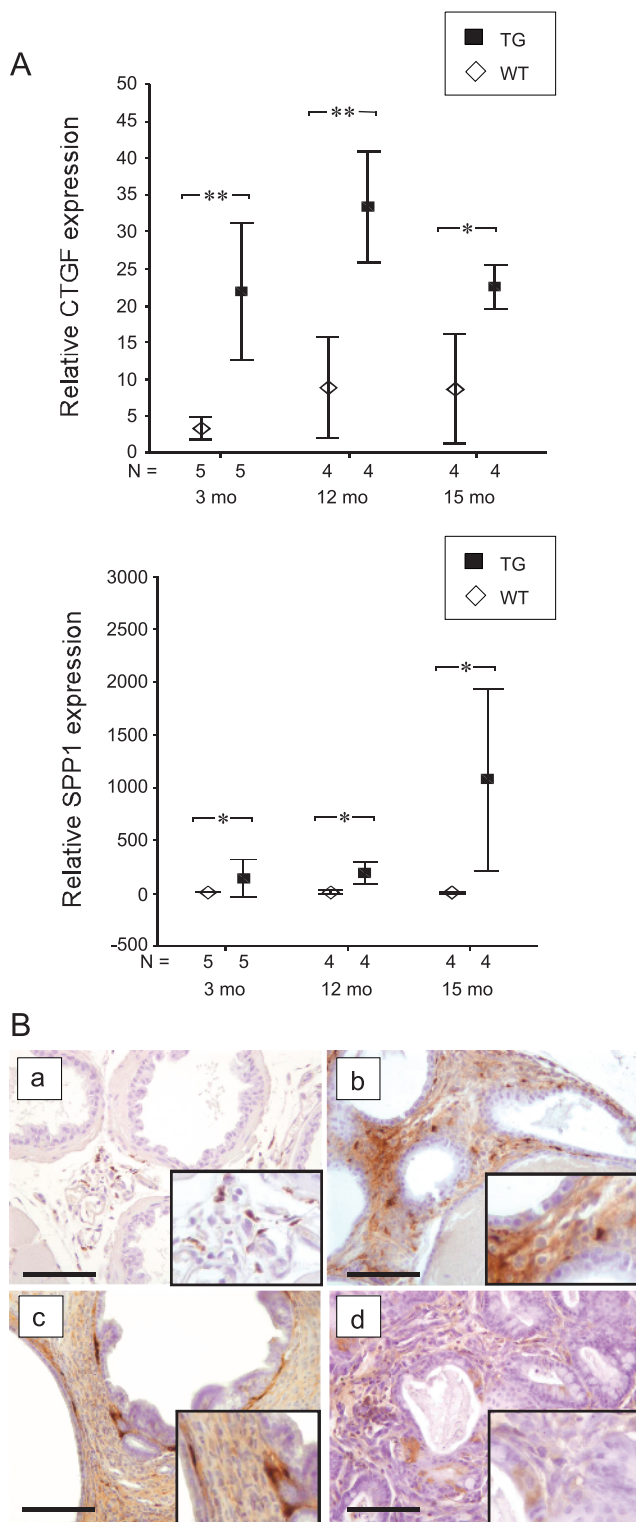 A
TG
WT
Relative CTGF expression
50
45
40
35
30
25
20
15
10
5
0
**
**
*
N = 5 5 4 4 4 4
3 mo 12 mo 15 mo
TG
WT
Relative SPP1 expression
3000
2500
2000
1500
1000
500
0
-500
*
*
*
N = 5 5 4 4 4 4
3 mo 12 mo 15 mo
B
a
b
c
d